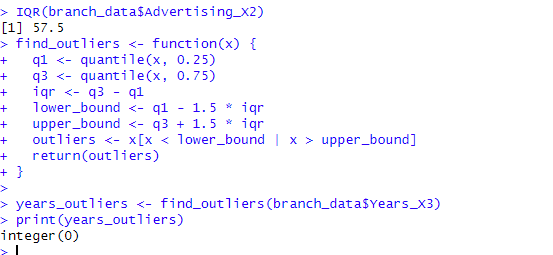 > IQR(branch_data$Advertising_X2)
[1] 57.5
> find_outliers <- function(x) {
+   q1 <- quantile(x, 0.25)
+   q3 <- quantile(x, 0.75)
+   iqr <- q3 - q1
+   lower_bound <- q1 - 1.5 * iqr
+   upper_bound <- q3 + 1.5 * iqr
+   outliers <- x[x < lower_bound | x > upper_bound]
+   return(outliers)
+ }
>
> years_outliers <- find_outliers(branch_data$Years_X3)
> print(years_outliers)
integer(0)
>